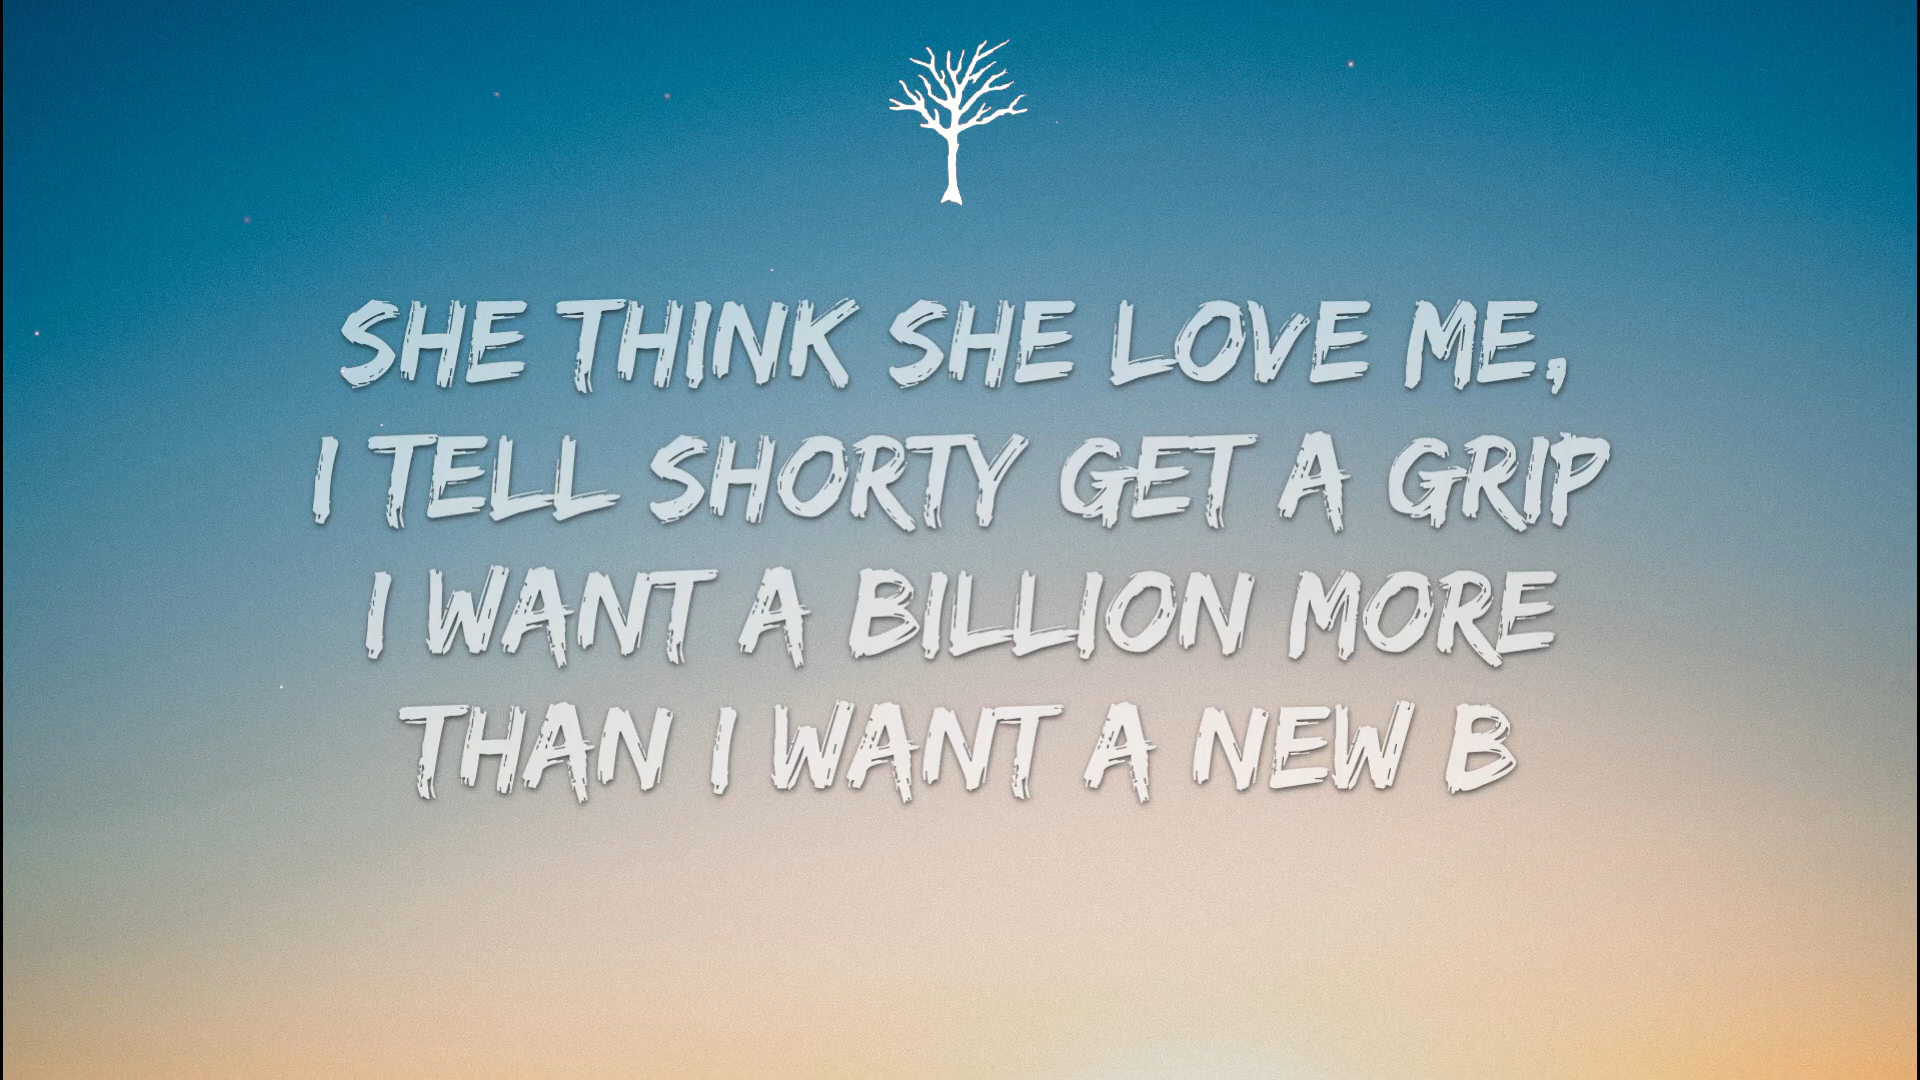 SHE THINK SHE LOVE ME,
I TELL SHORTY GET A GRIP
I WANT A BILLION MORE
THAN I WANT A NEW B